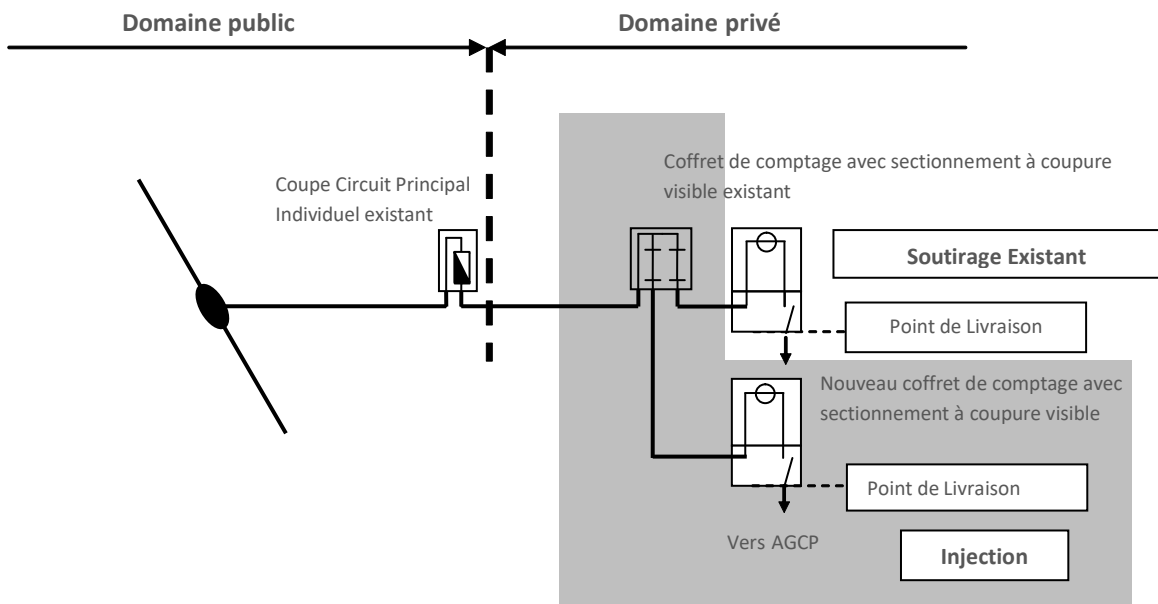 Domaine public
Domaine privé
Coffret de comptage avec sectionnement à coupure
visible existant
Coupe Circuit Principal
Individuel existant
Soutirage Existant
Point de Livraison
Nouveau coffret de comptage avec
sectionnement à coupure visible
Point de Livraison
Vers AGCP
Injection